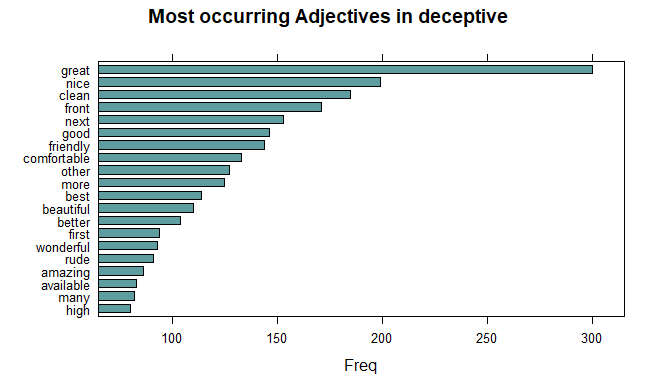 Most occurring Adjectives in deceptive
great
nice
clean
front
next
good
friendly
comfortable
other
more
best
beautiful
better
first
wonderful
rude
amazing
available
many
high
100 150 200 250 300
Freq